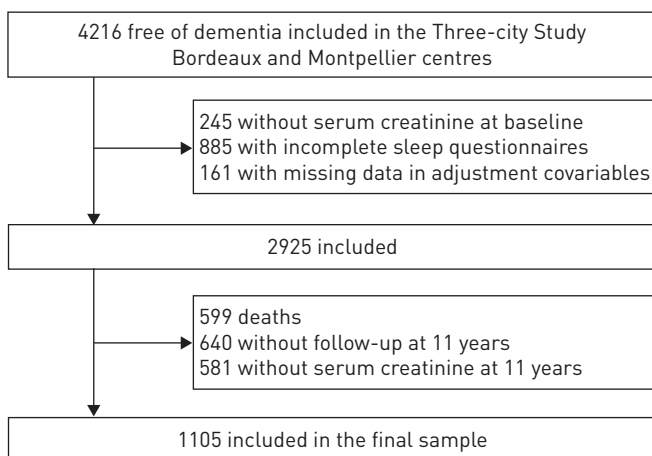 4216 free of dementia included in the Three-city Study
Bordeaux and Montpellier centres
245 without serum creatinine at baseline
885 with incomplete sleep questionnaires
161 with missing data in adjustment covariables
2925 included
599 deaths
640 without follow-up at 11 years
581 without serum creatinine at 11 years
1105 included in the final sample